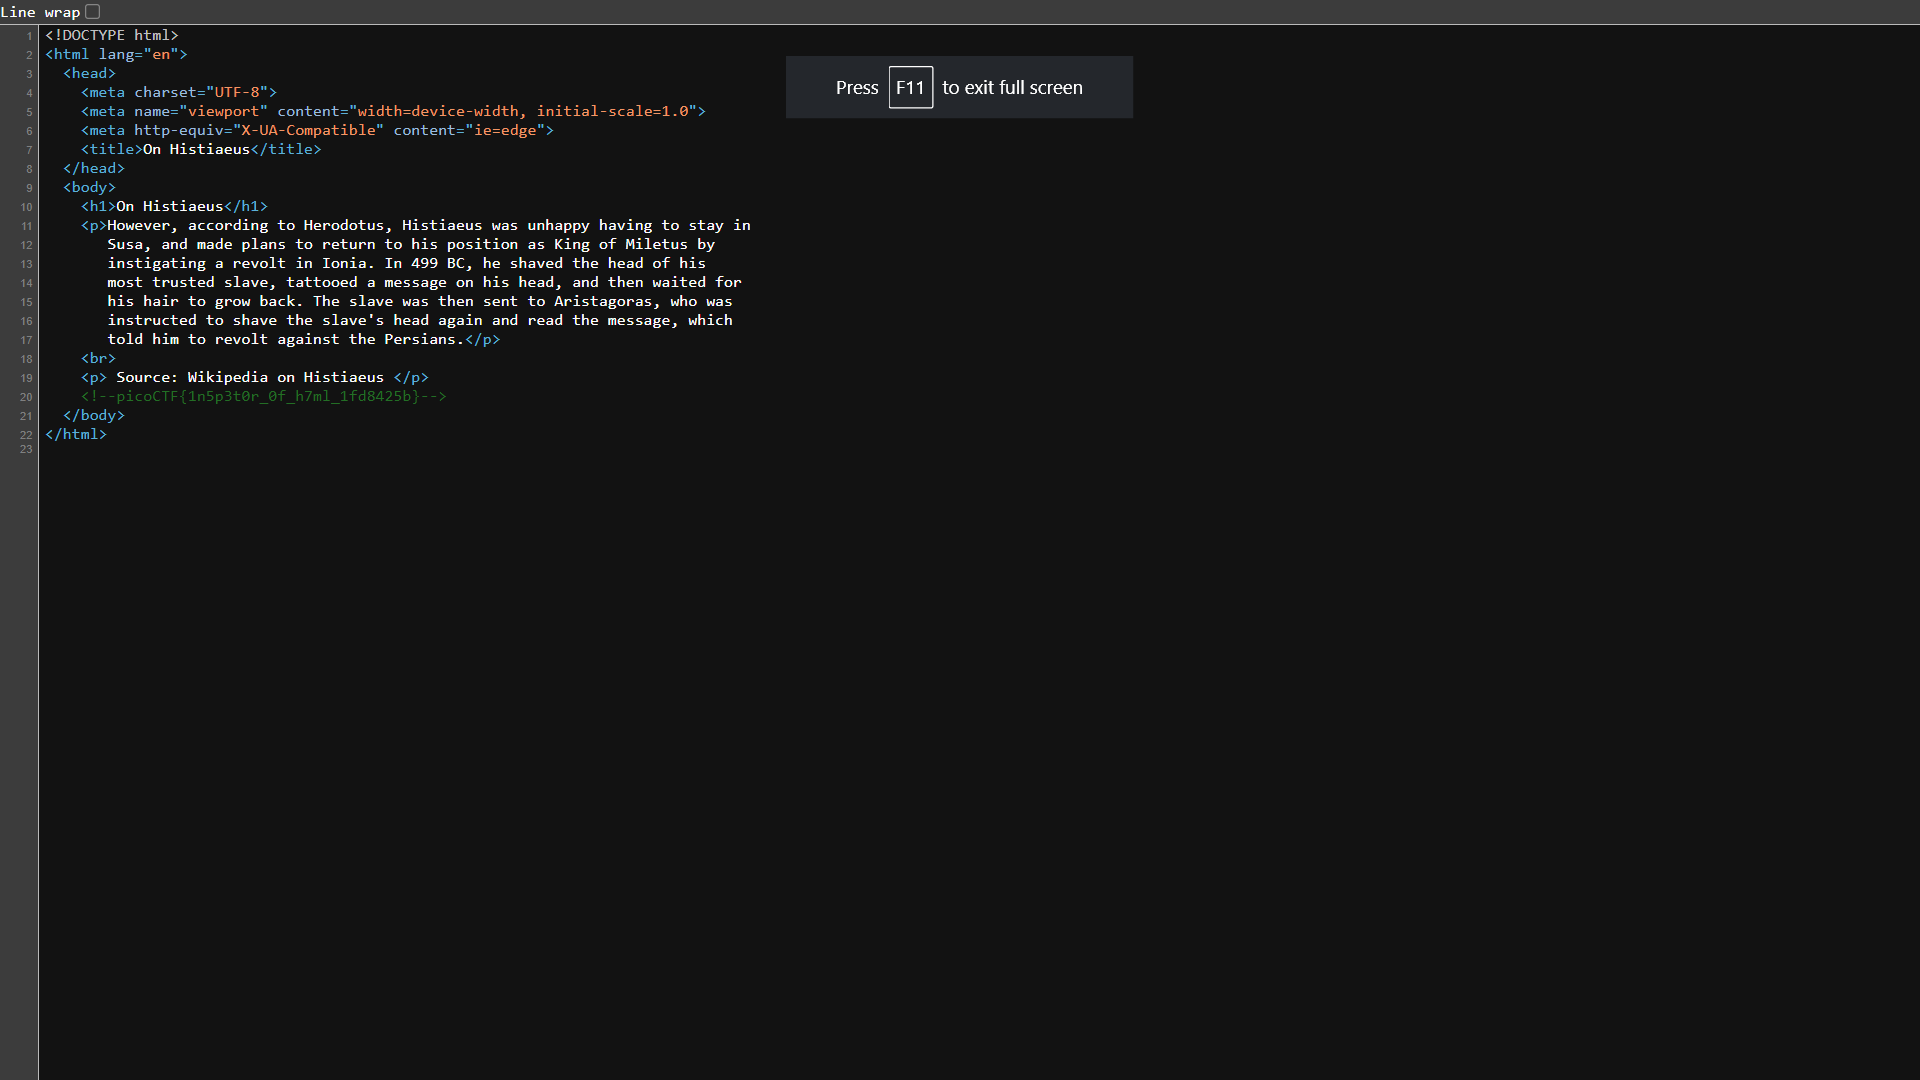 Line wrap
1 <!DOCTYPE html>
2 <html lang="en">
3   <head>
4     <meta charset="UTF-8">
5     <meta name="viewport" content="width=device-width, initial-scale=1.0">
6     <meta http-equiv="X-UA-Compatible" content="ie=edge">
7     <title>On Histiaeus</title>
8   </head>
9   <body>
10     <h1>On Histiaeus</h1>
11     <p>However, according to Herodotus, Histiaeus was unhappy having to stay in
12        Susa, and made plans to return to his position as King of Miletus by
13        instigating a revolt in Ionia. In 499 BC, he shaved the head of his
14        most trusted slave, tattooed a message on his head, and then waited for
15        his hair to grow back. The slave was then sent to Aristagoras, who was
16        instructed to shave the slave's head again and read the message, which
17        told him to revolt against the Persians.</p>
18     <br>
19     <p> Source: Wikipedia on Histiaeus </p>
20     <!--picoCTF{1n5p3t0r_0f_h7ml_1fd8425b}-->
21   </body>
22 </html>
23
Press F11 to exit full screen